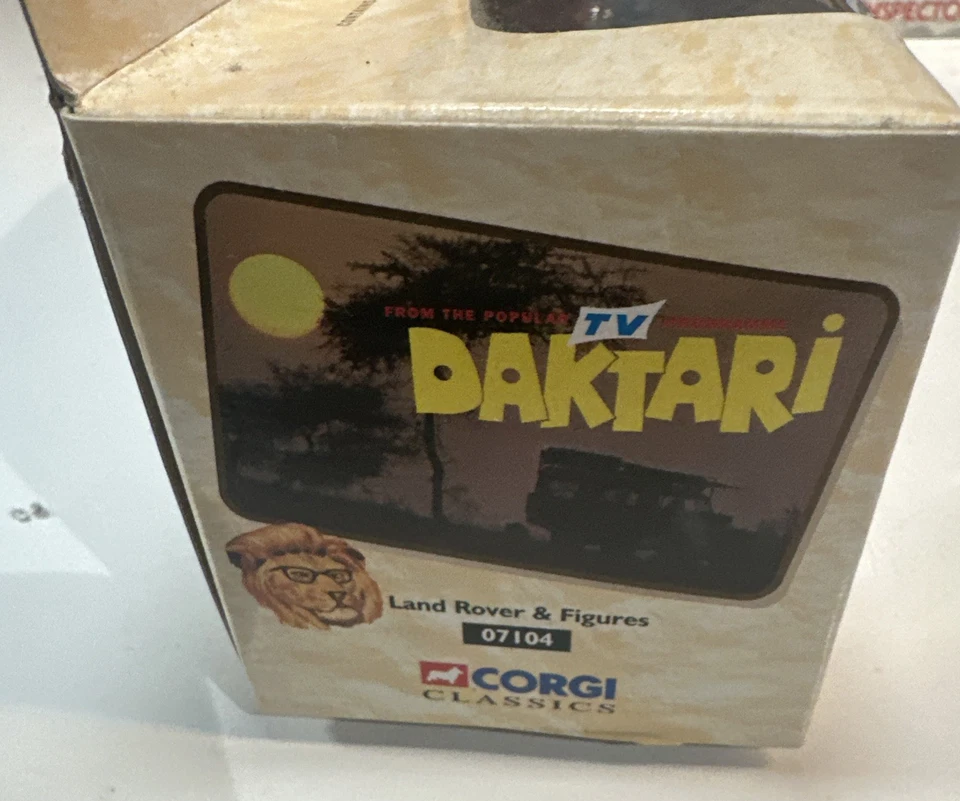 FROM THE POPULAR TV
DAKTARI
Land Rover & Figures
07104
CORGI
CLASSICS